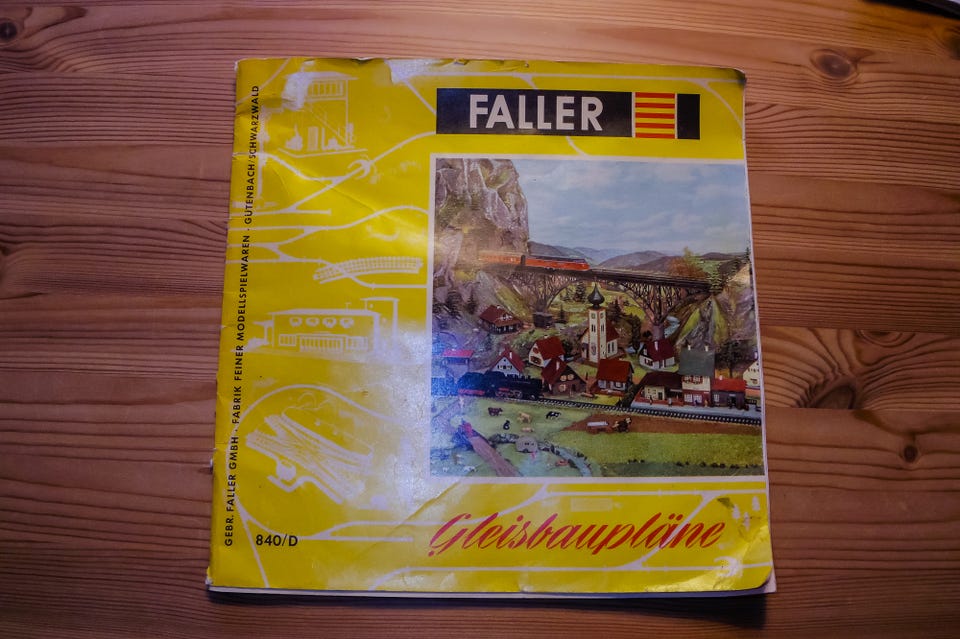 FALLER
GEBR. FALLER GMBH · FABRIK FEINER MODELLSPIELWAREN · GÜTENBACH/SCHWARZWALD
840/D
Gleisbaupläne